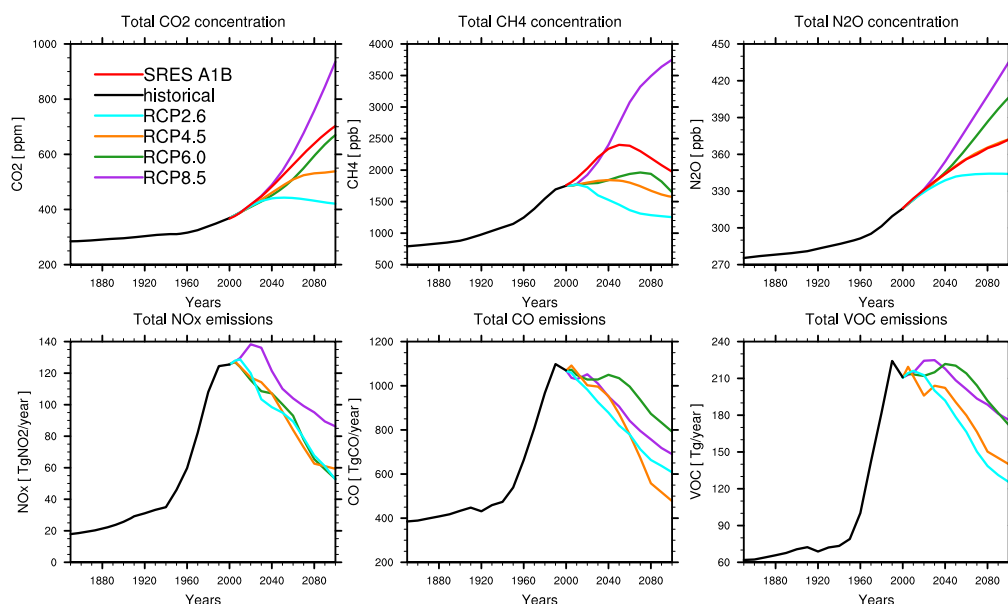 Total CO2 concentration
CO2 [ ppm ]
1000
800
600
400
200
SRES A1B
historical
RCP2.6
RCP4.5
RCP6.0
RCP8.5
1880 1920 1960 2000 2040 2080
Years
Total CH4 concentration
CH4 [ ppb ]
4000
3500
3000
2500
2000
1500
1000
500
1880 1920 1960 2000 2040 2080
Years
Total N2O concentration
N2O [ ppb ]
450
420
390
360
330
300
270
1880 1920 1960 2000 2040 2080
Years
Total NOx emissions
NOx [ TgNO2/year ]
140
120
100
80
60
40
20
0
1880 1920 1960 2000 2040 2080
Years
Total CO emissions
CO [ TgCO/year ]
1200
1000
800
600
400
200
1880 1920 1960 2000 2040 2080
Years
Total VOC emissions
VOC [ Tg/year ]
240
210
180
150
120
90
60
1880 1920 1960 2000 2040 2080
Years